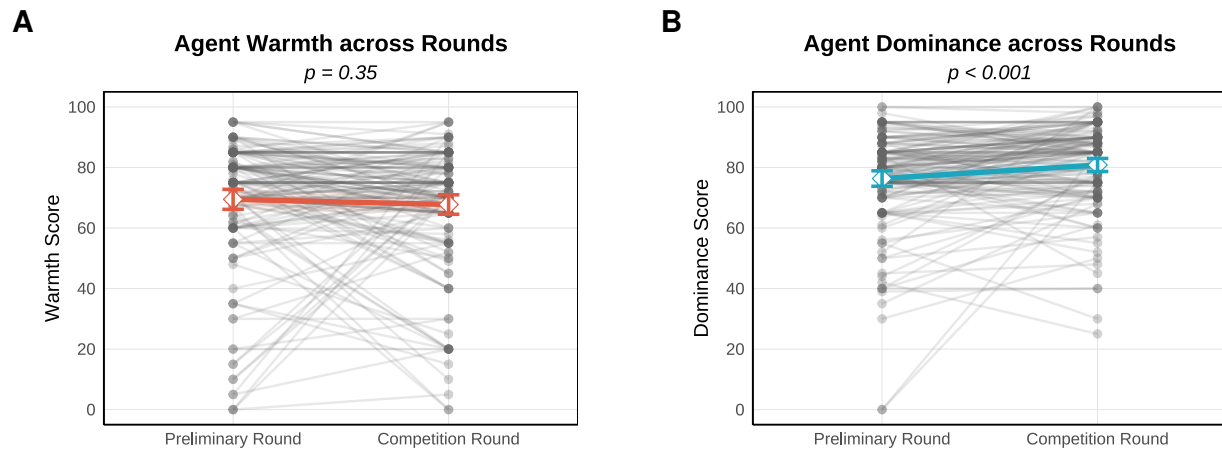 A
Agent Warmth across Rounds
p = 0.35
Warmth Score
100
80
60
40
20
0
Preliminary Round
Competition Round
B
Agent Dominance across Rounds
p < 0.001
Dominance Score
100
80
60
40
20
0
Preliminary Round
Competition Round